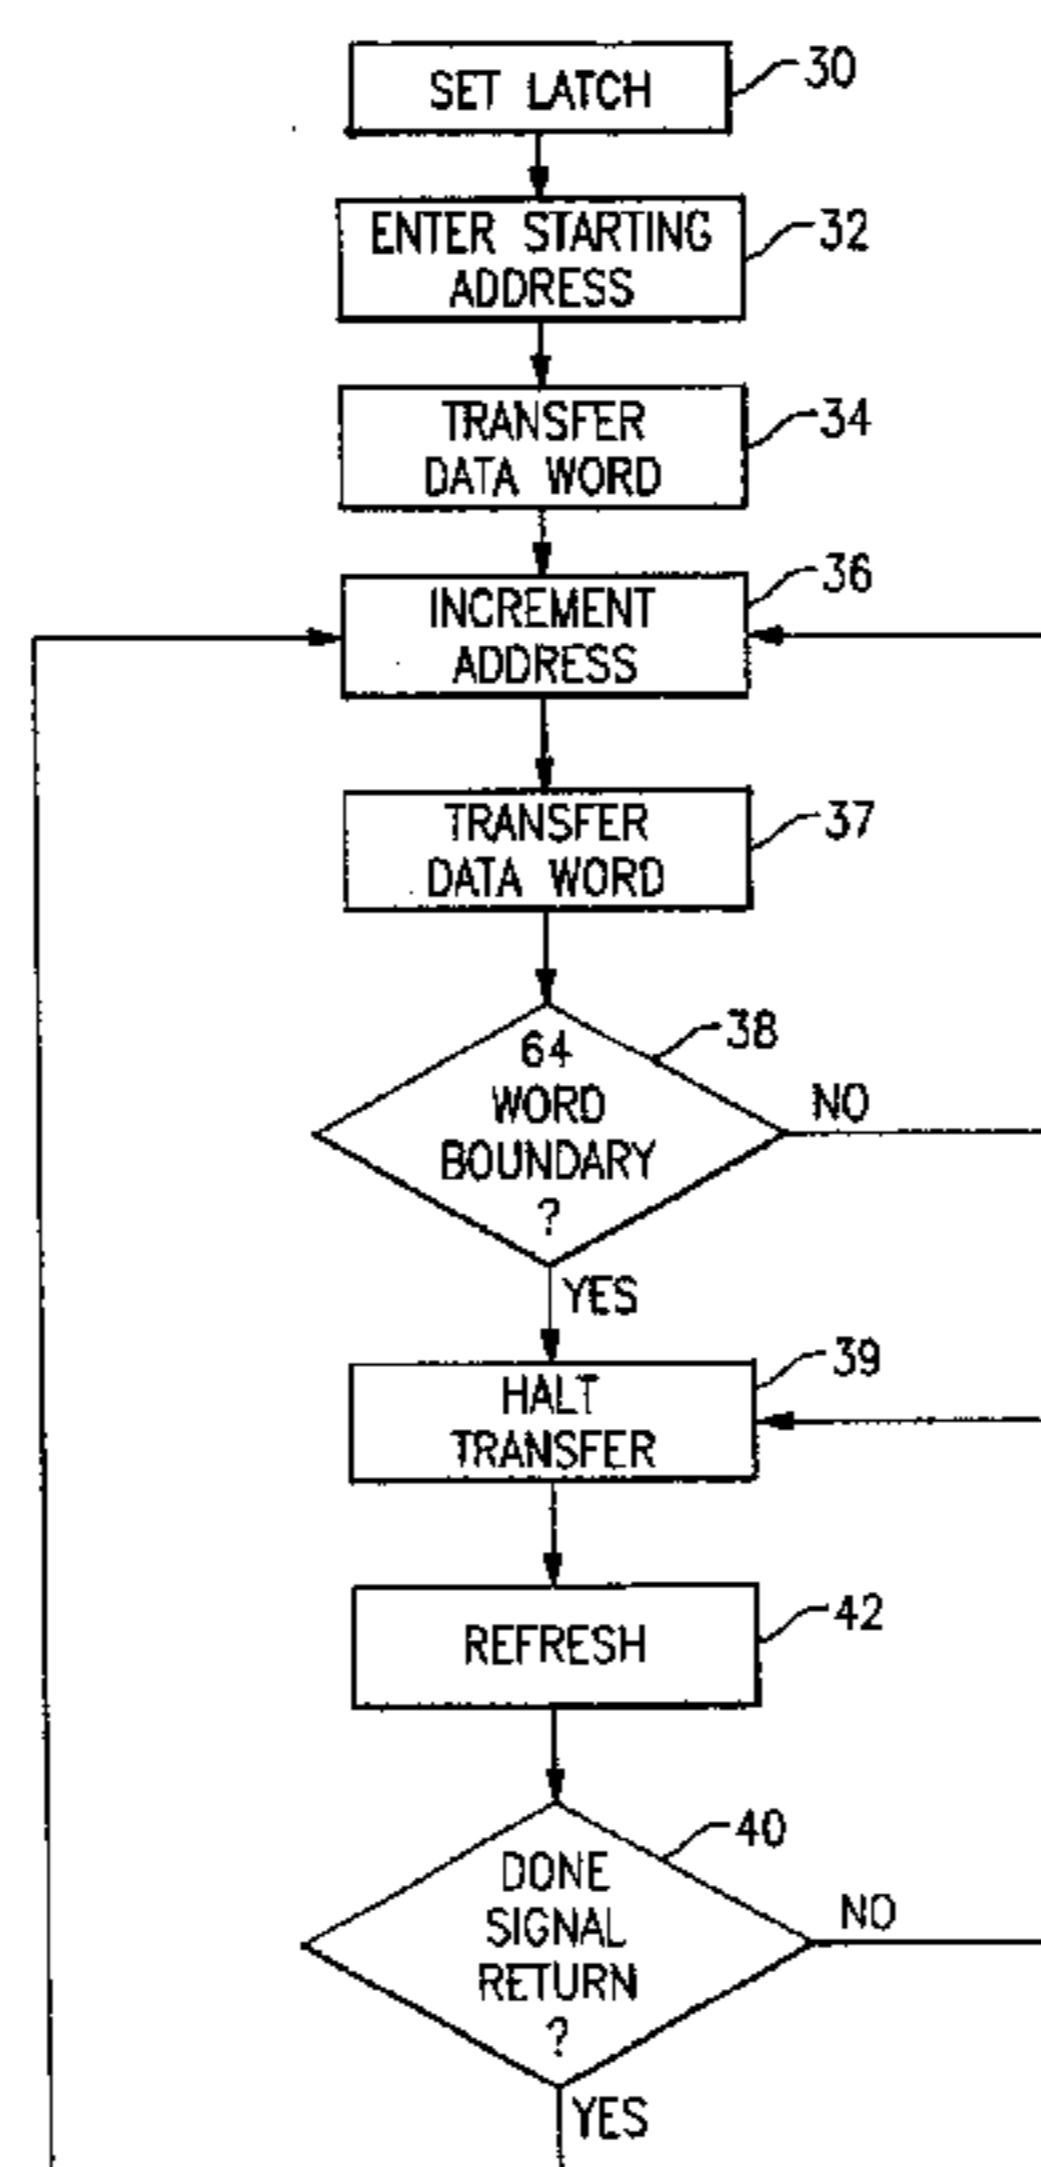 SET LATCH
30
ENTER STARTING
ADDRESS
32
TRANSFER
DATA WORD
34
INCREMENT
ADDRESS
36
TRANSFER
DATA WORD
37
64
WORD
BOUNDARY
?
38
NO
YES
HALT
TRANSFER
39
REFRESH
42
DONE
SIGNAL
RETURN
?
40
NO
YES